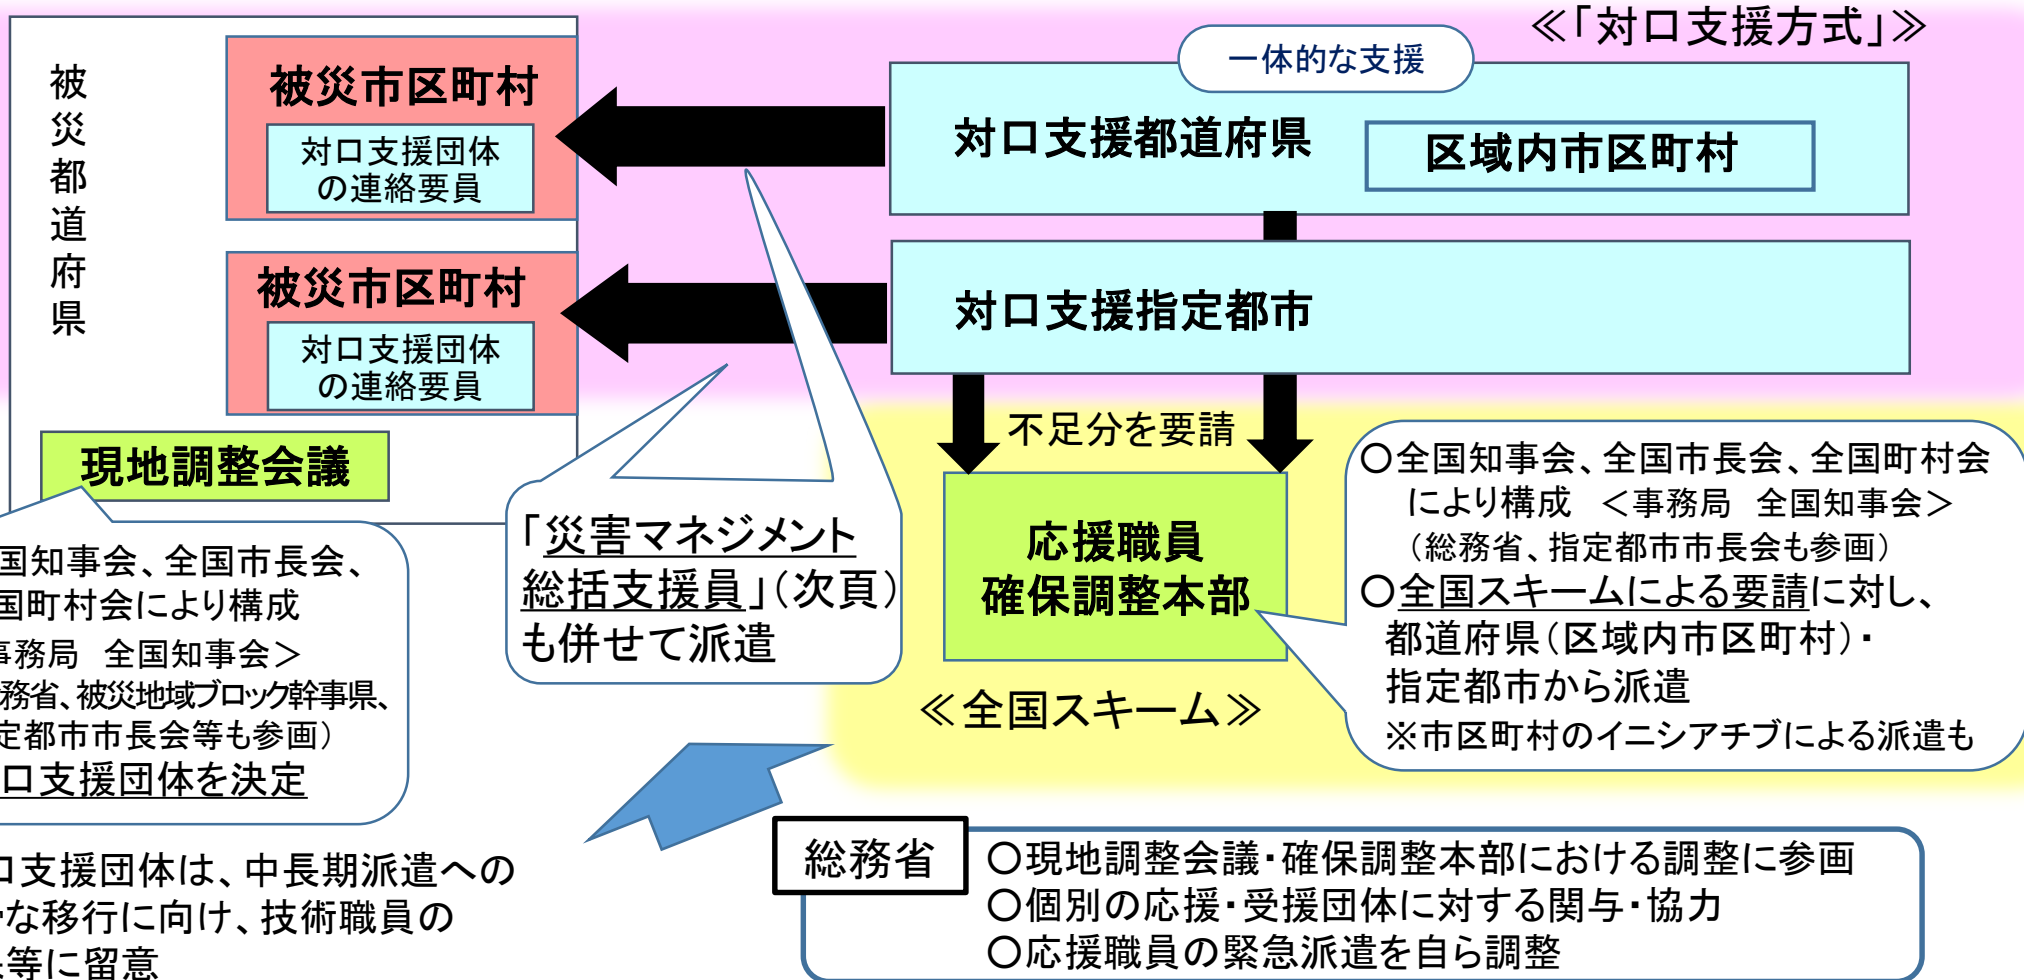 ≪「対口支援方式」≫
被災都道府県
被災市区町村
対口支援団体
の連絡要員
一体的な支援
対口支援都道府県
区域内市区町村
被災市区町村
対口支援団体
の連絡要員
対口支援指定都市
現地調整会議
国知事会、全国市長会、
国町村会により構成
事務局　全国知事会＞
務省、被災地域ブロック幹事県、
定都市市長会等も参画）
口支援団体を決定
「災害マネジメント
総括支援員」（次頁）
も併せて派遣
不足分を要請
応援職員
確保調整本部
≪全国スキーム≫
○全国知事会、全国市長会、全国町村会
により構成　＜事務局　全国知事会＞
（総務省、指定都市市長会も参画）
○全国スキームによる要請に対し、
都道府県（区域内市区町村）・
指定都市から派遣
※市区町村のイニシアチブによる派遣も
口支援団体は、中長期派遣への
な移行に向け、技術職員の
等に留意
総務省
○現地調整会議・確保調整本部における調整に参画
○個別の応援・受援団体に対する関与・協力
○応援職員の緊急派遣を自ら調整